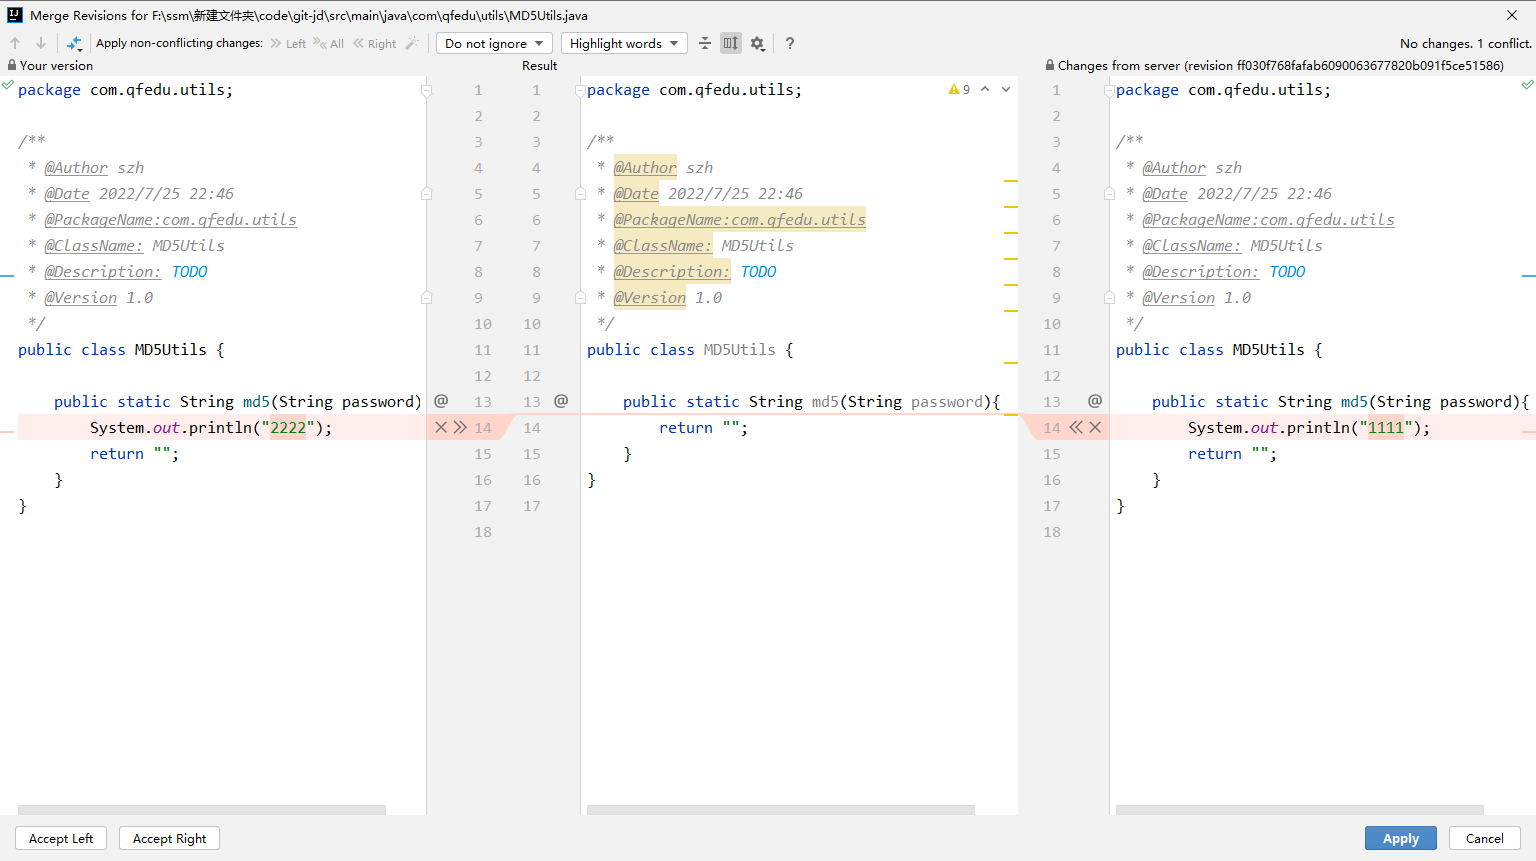 Merge Revisions for F:\ssm\新建文件夹\code\git-jd\src\main\java\com\qfedu\utils\MD5Utils.java
Apply non-conflicting changes: Left All Right Do not ignore Highlight words ? No changes. 1 conflict.
Your version Result Changes from server (revision ff030f768fafab6090063677820b091f5ce51586)
package com.qfedu.utils; 1 1 package com.qfedu.utils; 9 1 package com.qfedu.utils;
2 2 2
/** 3 3 /** 3 /**
* @Author szh 4 4 * @Author szh 4 * @Author szh
* @Date 2022/7/25 22:46 5 5 * @Date 2022/7/25 22:46 5 * @Date 2022/7/25 22:46
* @PackageName:com.qfedu.utils 6 6 * @PackageName:com.qfedu.utils 6 * @PackageName:com.qfedu.utils
* @ClassName: MD5Utils 7 7 * @ClassName: MD5Utils 7 * @ClassName: MD5Utils
* @Description: TODO 8 8 * @Description: TODO 8 * @Description: TODO
* @Version 1.0 9 9 * @Version 1.0 9 * @Version 1.0
*/ 10 10 */ 10 */
public class MD5Utils { 11 11 public class MD5Utils { 11 public class MD5Utils {
12 12 12
public static String md5(String password) @ 13 13 @ public static String md5(String password){ 13 @ public static String md5(String password){
System.out.println("2222"); 14 14 return ""; 14 System.out.println("1111");
return ""; 15 15 } 15 return "";
} 16 16 } 16 }
} 17 17 17 }
18 18
Accept Left Accept Right Apply Cancel